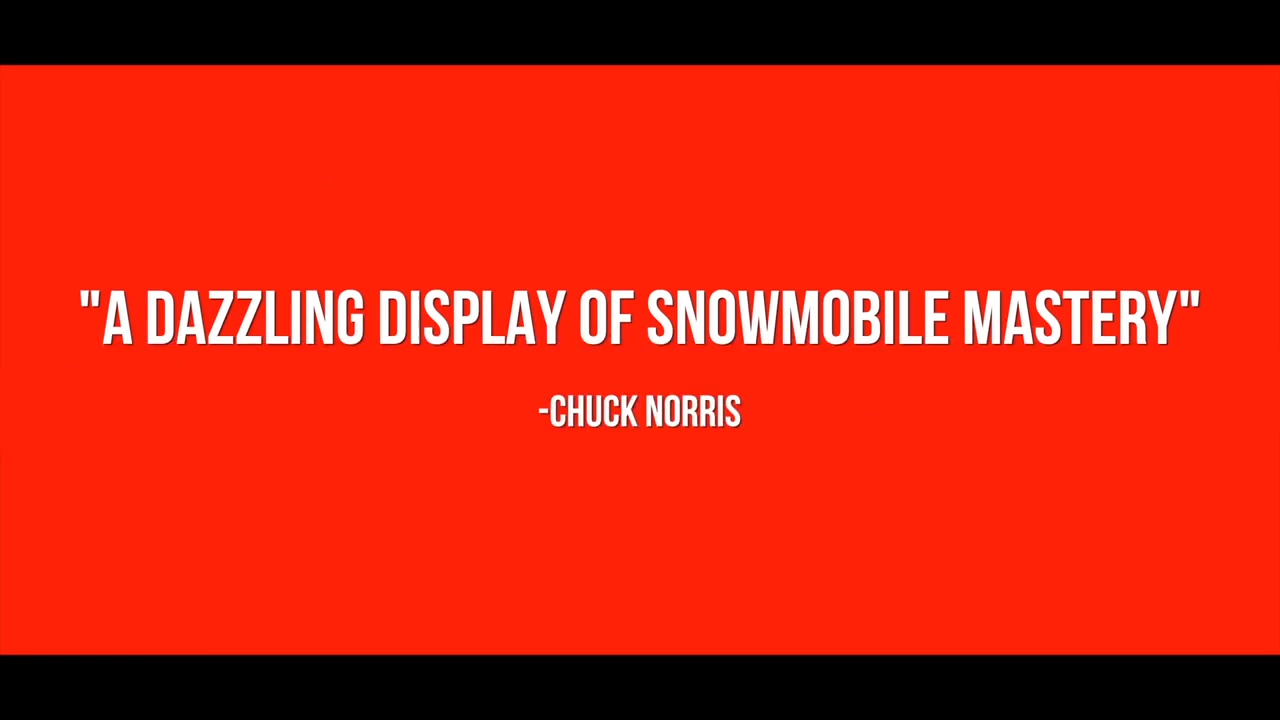 "A DAZZLING DISPLAY OF SNOWMOBILE MASTERY"
-CHUCK NORRIS